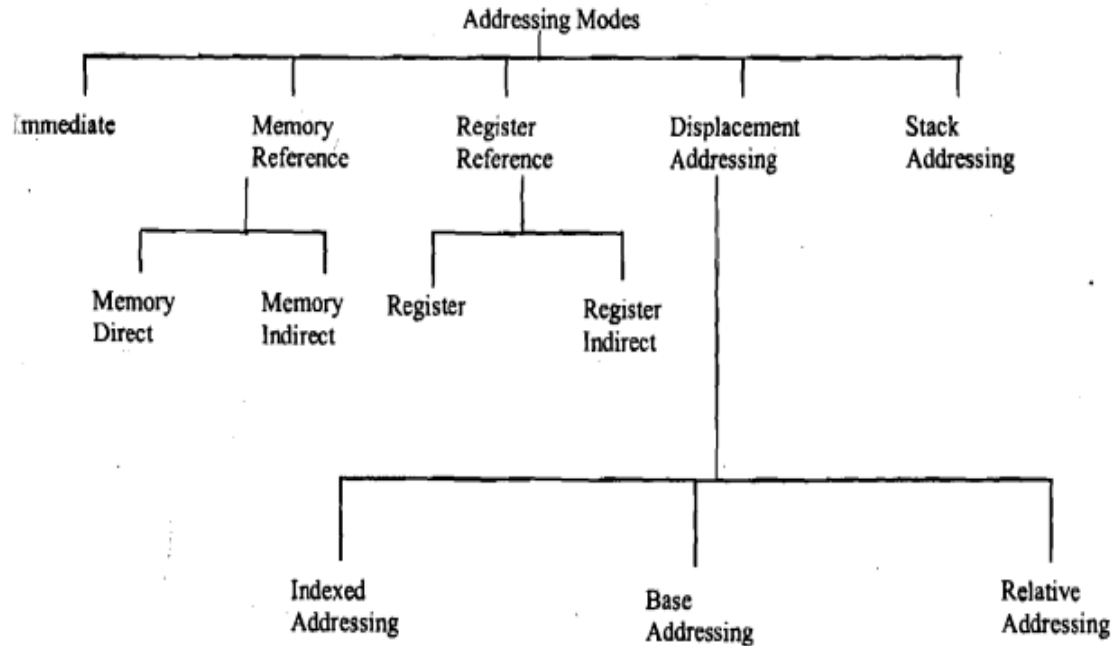 Addressing Modes
Immediate
Memory
Reference
Register
Reference
Displacement
Addressing
Stack
Addressing
Memory
Direct
Memory
Indirect
Register
Register
Indirect
Indexed
Addressing
Base
Addressing
Relative
Addressing